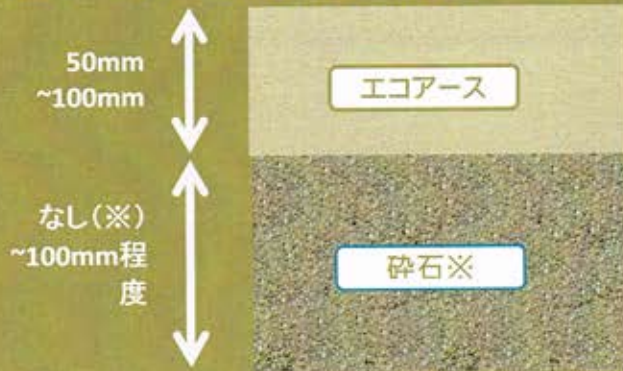 50mm
~100mm
エコアース
なし(※)
~100mm程
度
砕石※